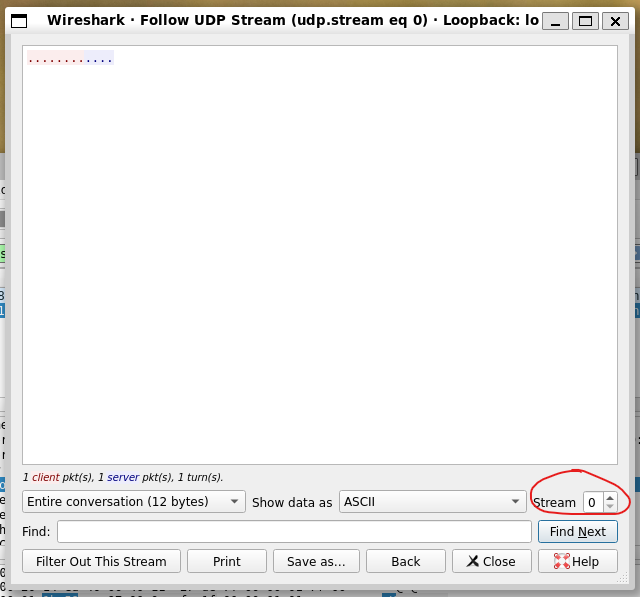 Wireshark · Follow UDP Stream (udp.stream eq 0) · Loopback: lo
............
1 client pkt(s), 1 server pkt(s), 1 turn(s).
Entire conversation (12 bytes) Show data as ASCII Stream 0
Find: Find Next
Filter Out This Stream Print Save as… Back Close Help